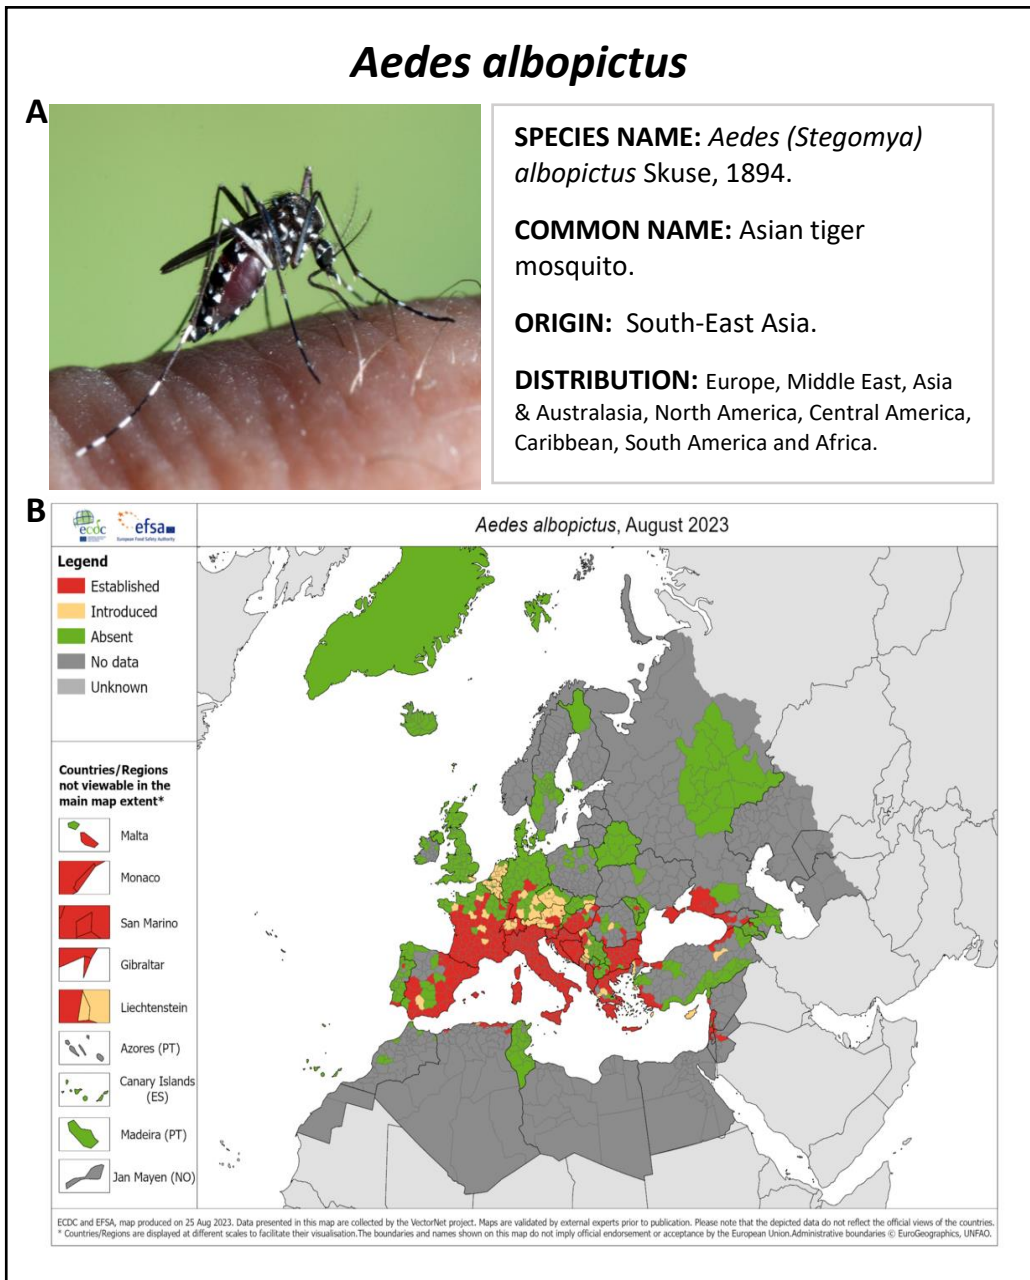 Aedes albopictus
A
SPECIES NAME: Aedes (Stegomya)
albopictus Skuse, 1894.
COMMON NAME: Asian tiger
mosquito.
ORIGIN: South-East Asia.
DISTRIBUTION: Europe, Middle East, Asia
& Australasia, North America, Central America,
Caribbean, South America and Africa.
B
ecdc
efsa
European Food Safety Authority
Aedes albopictus, August 2023
Legend
Established
Introduced
Absent
No data
Unknown
Countries/Regions
not viewable in the
main map extent*
Malta
Monaco
San Marino
Gibraltar
Liechtenstein
Azores (PT)
Canary Islands
(ES)
Madeira (PT)
Jan Mayen (NO)
ECDC and EFSA, map produced on 25 Aug 2023. Data presented in this map are collected by the VectorNet project. Maps are validated by external experts prior to publication. Please note that the depicted data do not reflect the official views of the countries.
* Countries/Regions are displayed at different scales to facilitate their visualisation.The boundaries and names shown on this map do not imply official endorsement or acceptance by the European Union.Administrative boundaries © EuroGeographics, UNFAO.